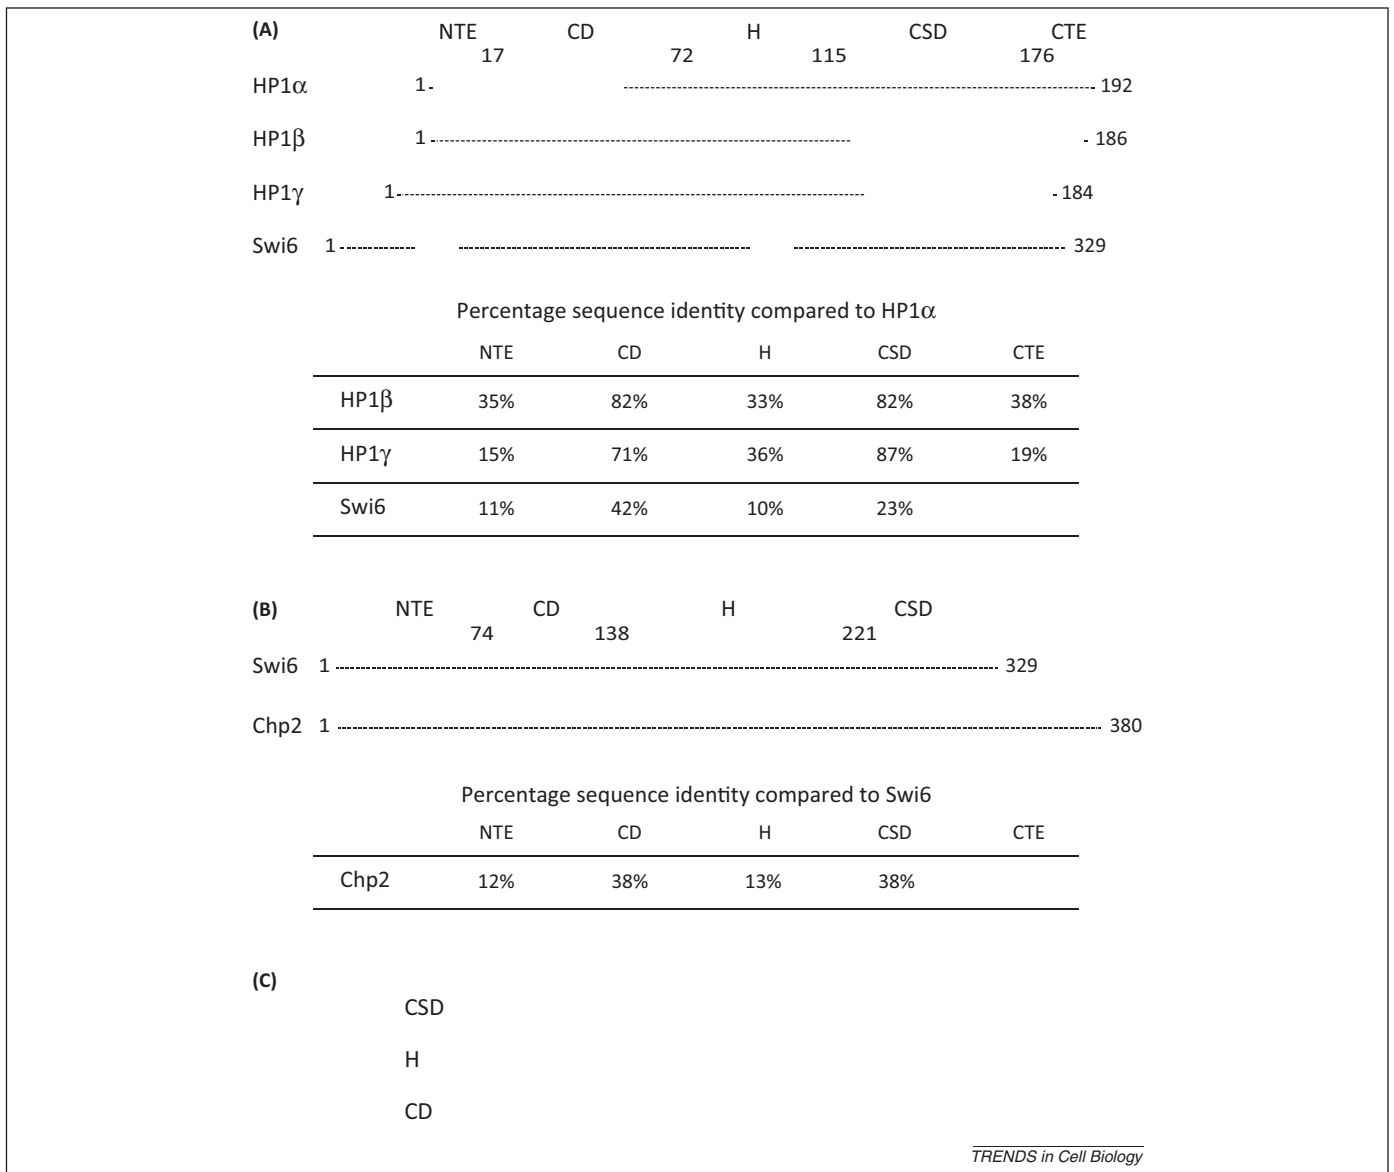 (A) NTE CD H CSD CTE
17 72 115 176
HP1α 1 192
HP1β 1 186
HP1γ 1 184
Swi6 1 329
Percentage sequence identity compared to HP1α
NTE CD H CSD CTE
HP1β 35% 82% 33% 82% 38%
HP1γ 15% 71% 36% 87% 19%
Swi6 11% 42% 10% 23%
(B) NTE CD H CSD
74 138 221
Swi6 1 329
Chp2 1 380
Percentage sequence identity compared to Swi6
NTE CD H CSD CTE
Chp2 12% 38% 13% 38%
(C)
CSD
H
CD
TRENDS in Cell Biology